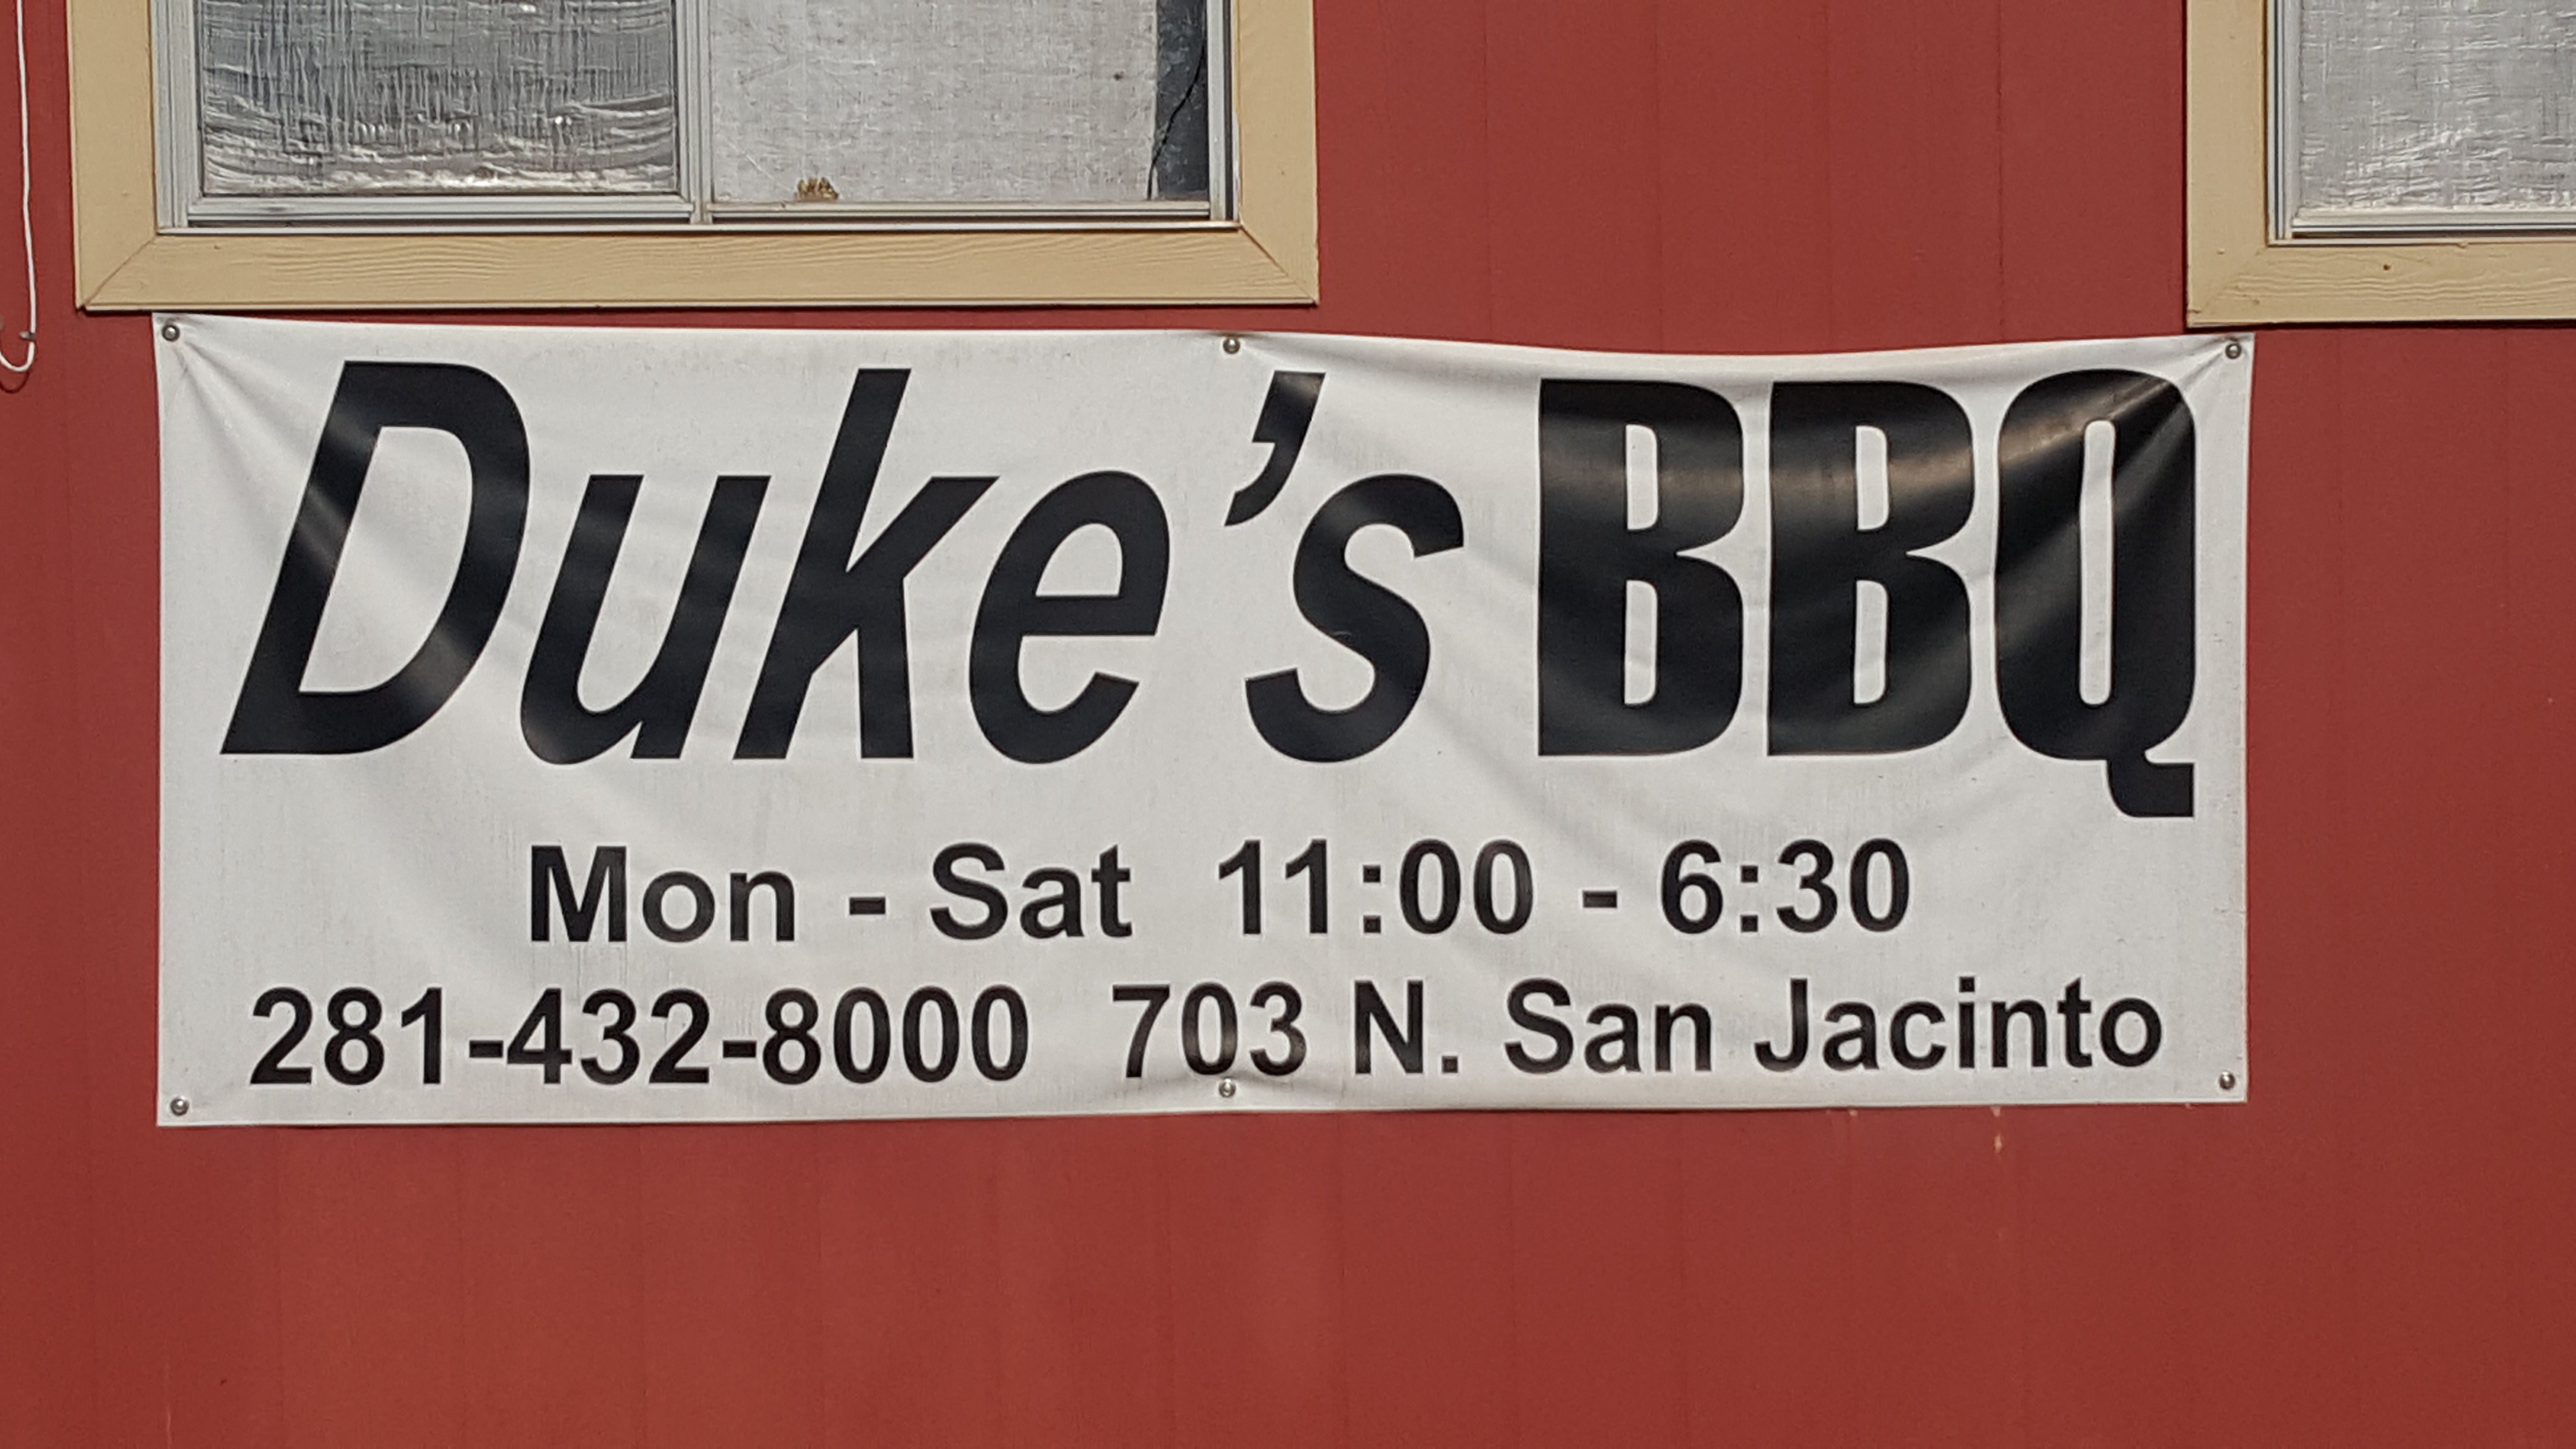 Duke's BBQ
Mon - Sat 11:00 - 6:30
281-432-8000 703 N. San Jacinto